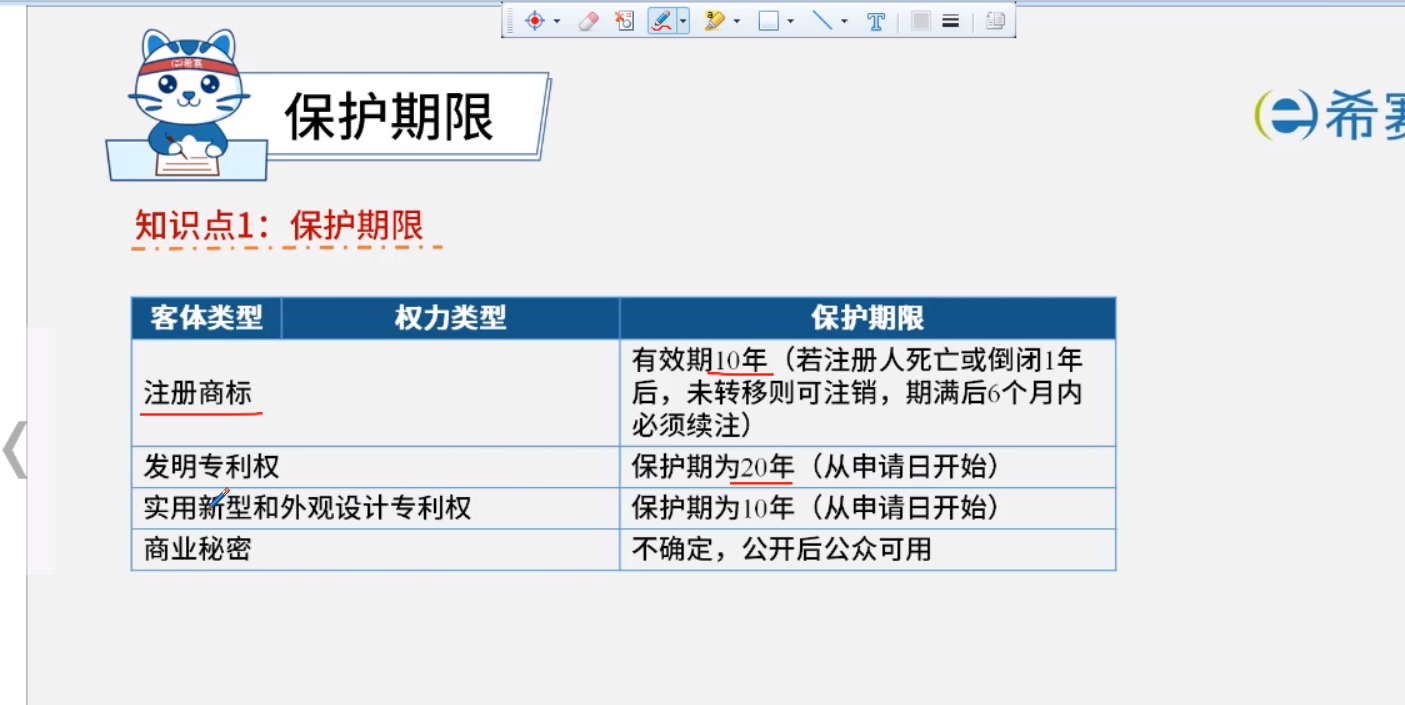 (e)希赛
保护期限
希赛
知识点1：保护期限
客体类型 权力类型 保护期限
注册商标
有效期10年（若注册人死亡或倒闭1年
后，未转移则可注销，期满后6个月内
必须续注）
发明专利权 保护期为20年（从申请日开始）
实用新型和外观设计专利权 保护期为10年（从申请日开始）
商业秘密 不确定，公开后公众可用